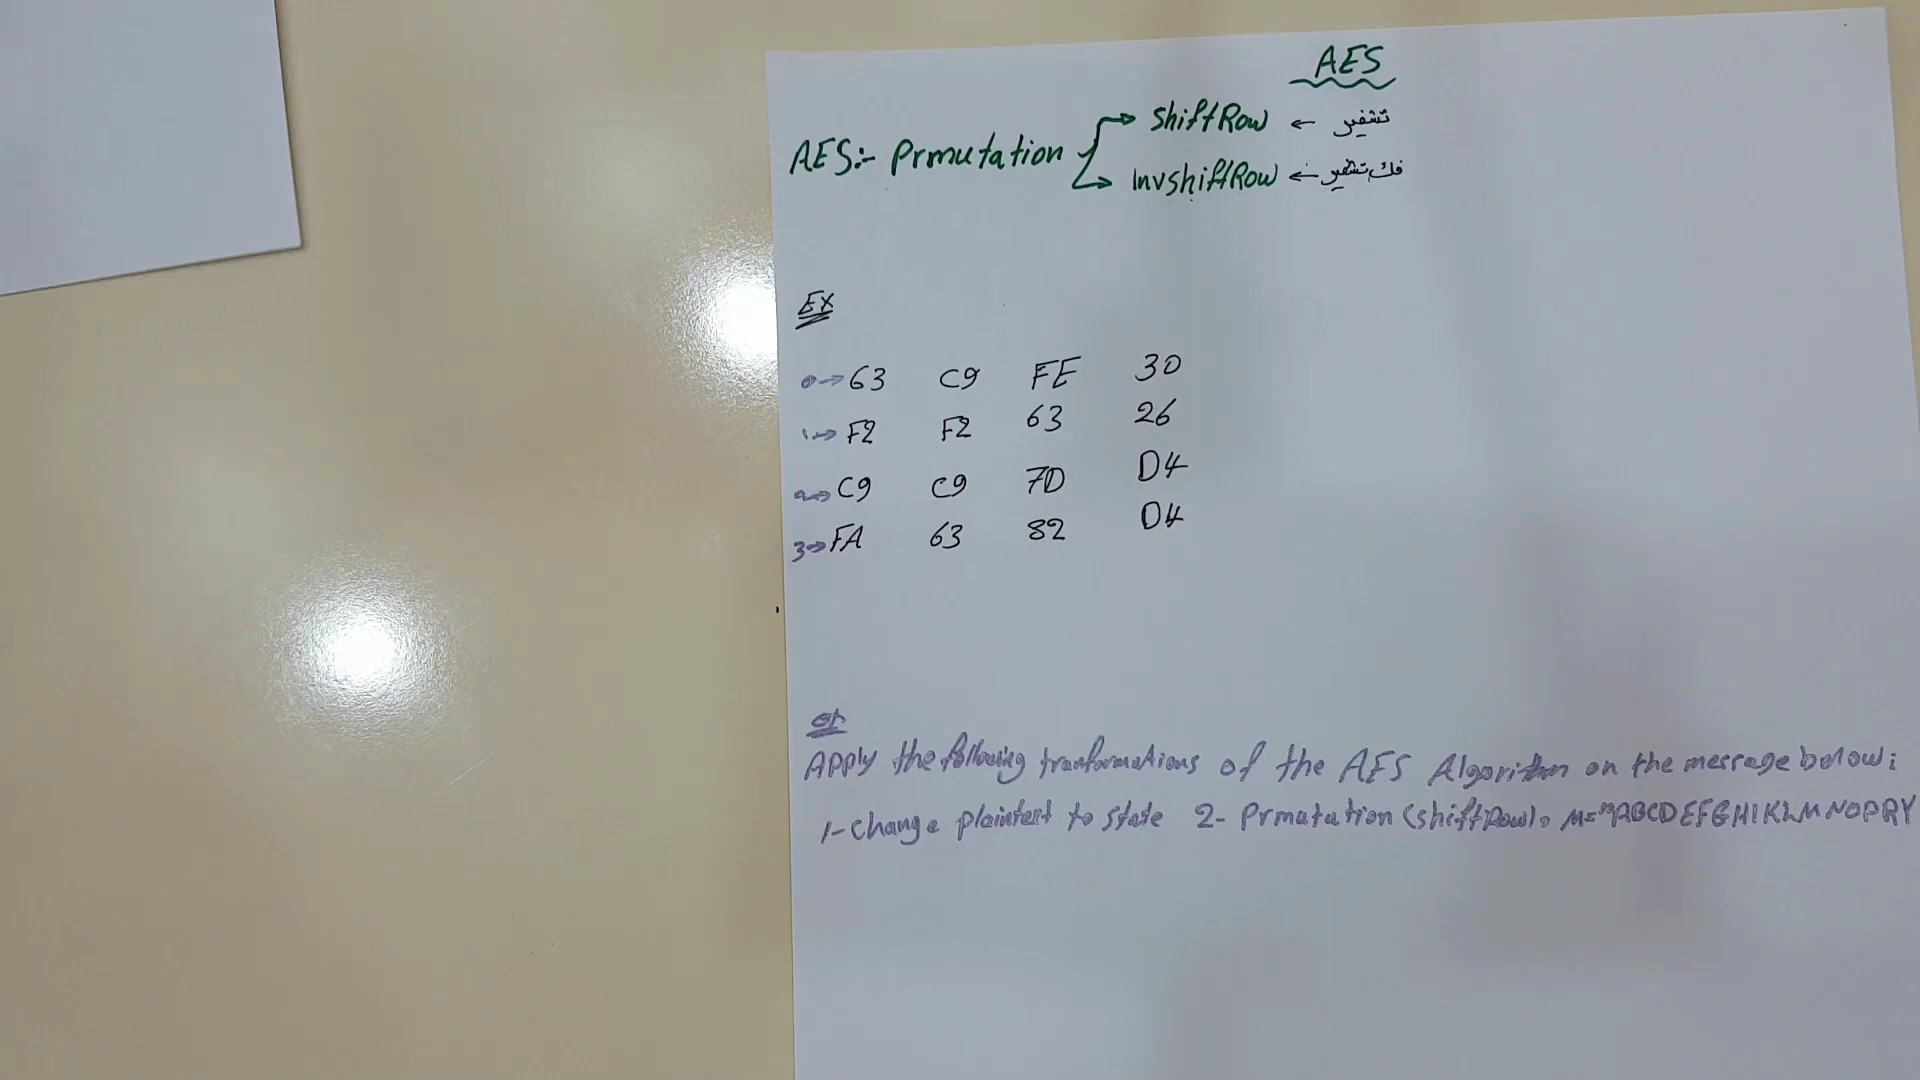 AES
AES:- Prmutation
ShiftRow ← تشفير
InvshiftRow ← فك تشفير
EX
0→ 63 C9 FE 30
1→ F2 F2 63 26
2→ C9 C9 7D D4
3→ FA 63 82 D4
or
Apply the following tranformations of the AES Algorithm on the message below:
1- change plaintext to state 2- Prmutation (shiftRow). M="ABCDEFGHIKLMNOPRY